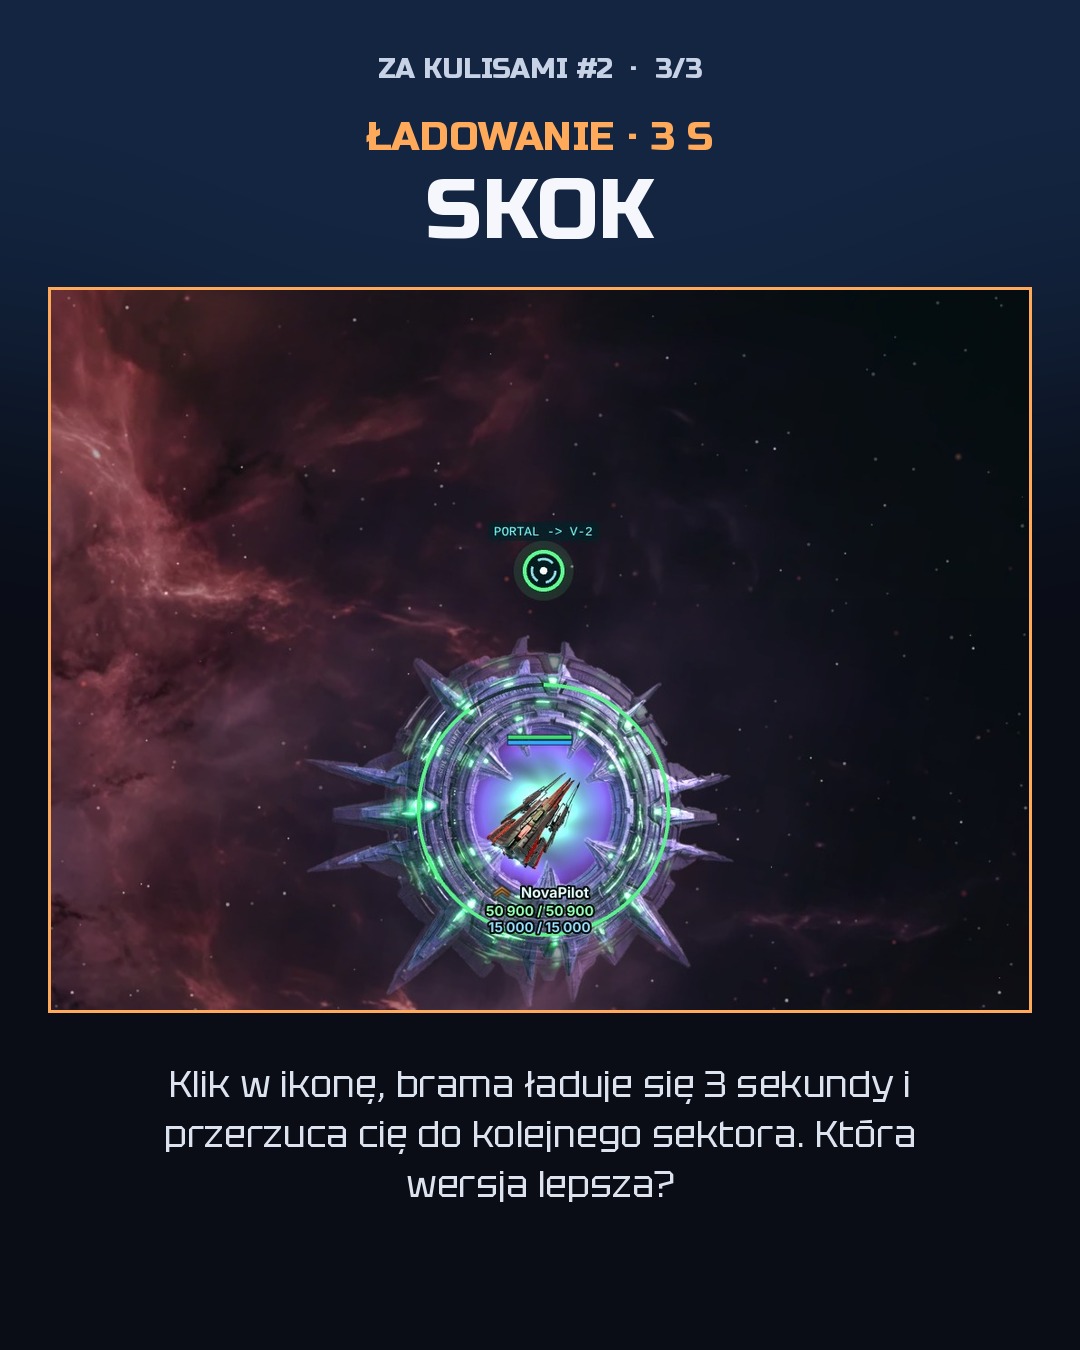 ZA KULISAMI #2 · 3/3
ŁADOWANIE · 3 S
SKOK
PORTAL -> V-2
NovaPilot
50 900 / 50 900
15 000 / 15 000
Klik w ikonę, brama ładuje się 3 sekundy i
przerzuca cię do kolejnego sektora. Która
wersja lepsza?